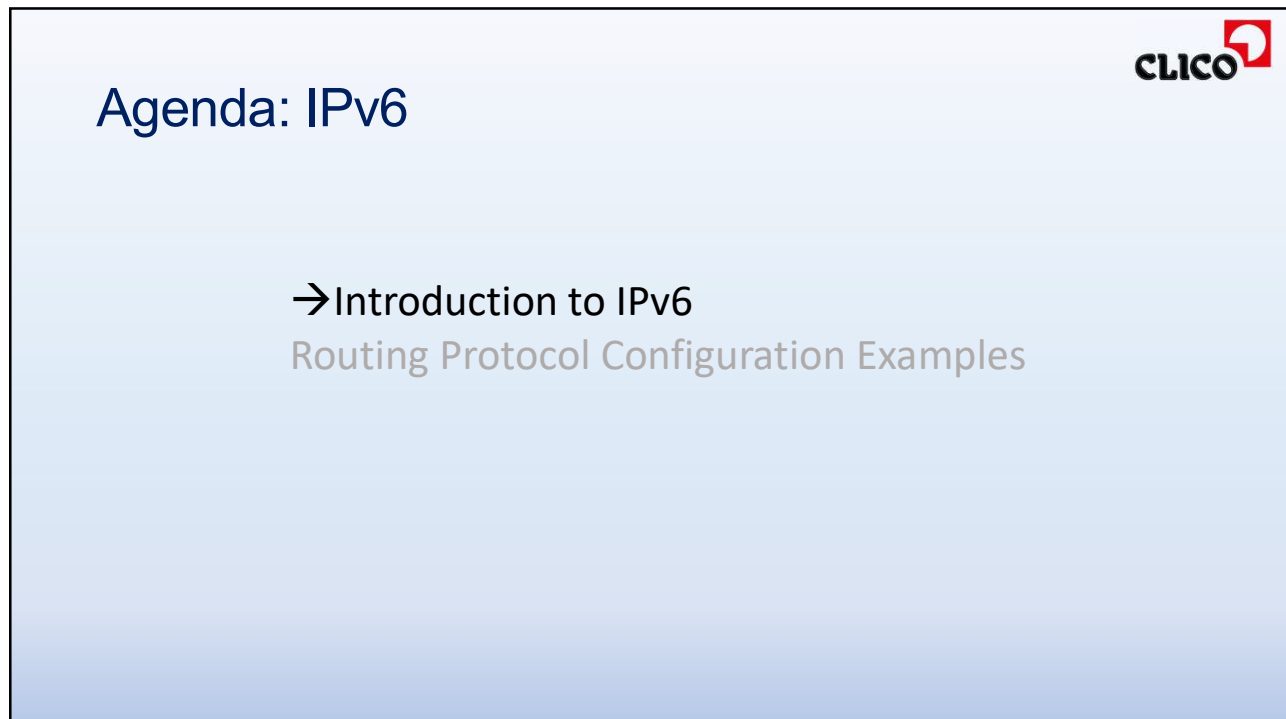 CLICO
Agenda: IPv6
→Introduction to IPv6
Routing Protocol Configuration Examples